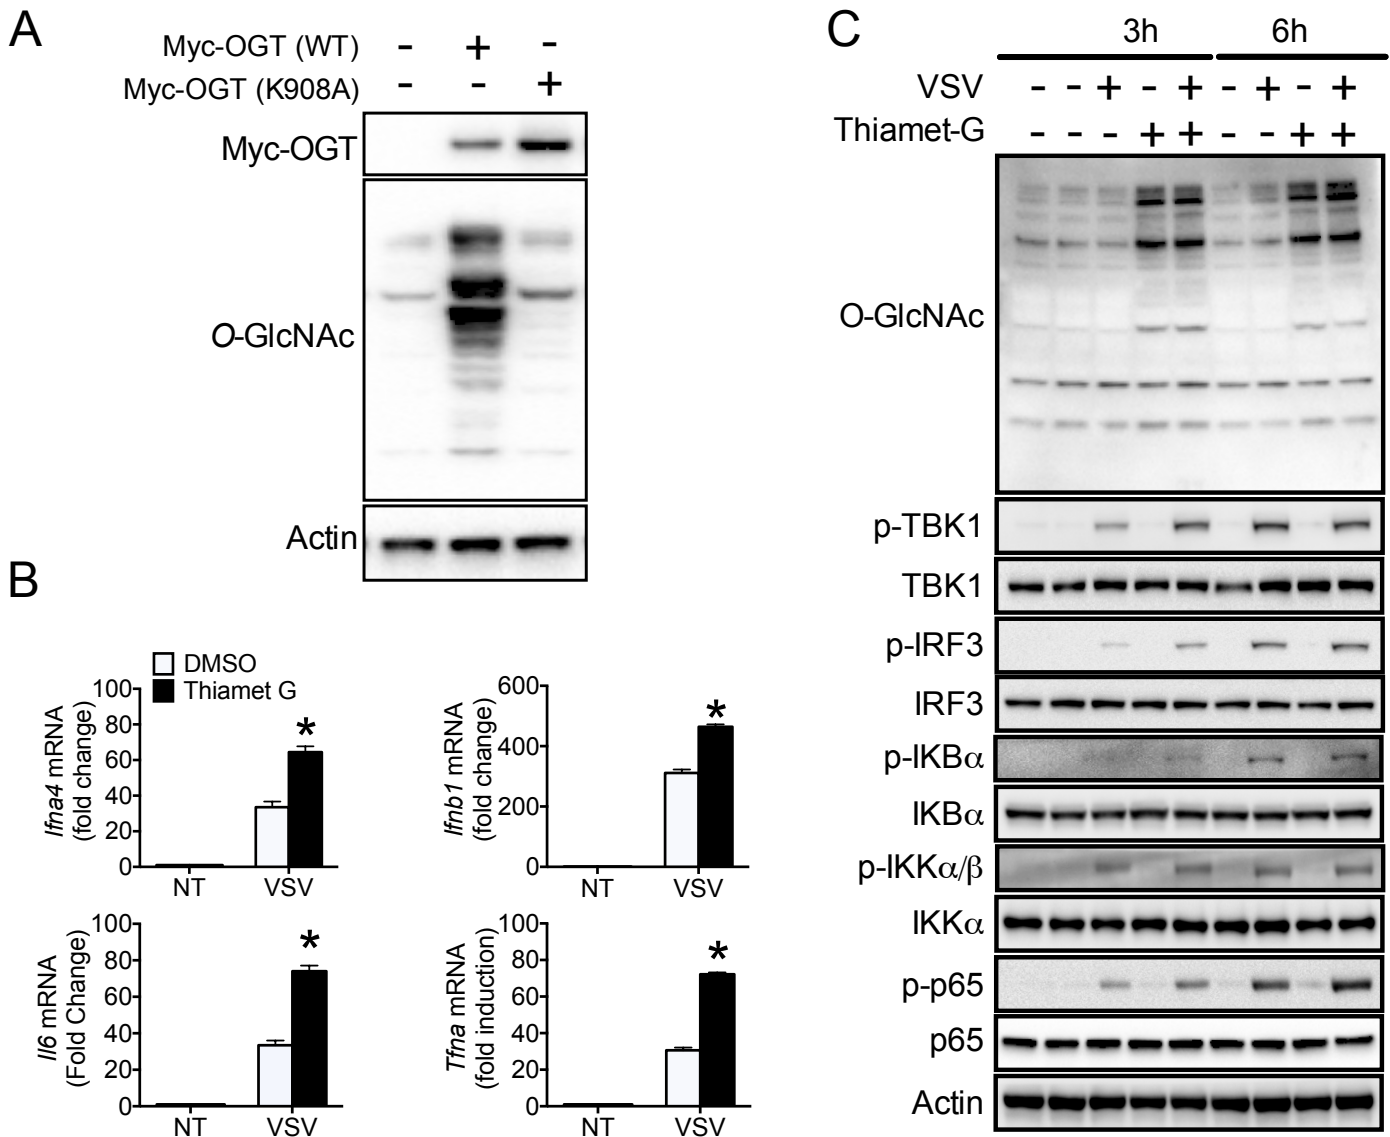 A
Myc-OGT (WT) - + -
Myc-OGT (K908A) - - +
Myc-OGT
O-GlcNAc
Actin
B
DMSO
Thiamet G
Ifna4 mRNA
(fold change)
100
80
60
40
20
0
*
NT VSV
Ifnb1 mRNA
(fold change)
600
400
200
0
*
NT VSV
Il6 mRNA
(Fold Change)
100
80
60
40
20
0
*
NT VSV
Tfna mRNA
(fold induction)
100
80
60
40
20
0
*
NT VSV
C
3h 6h
VSV - - + - + - + - +
Thiamet-G - - - + + - - + +
O-GlcNAc
p-TBK1
TBK1
p-IRF3
IRF3
p-IKBα
IKBα
p-IKKα/β
IKKα
p-p65
p65
Actin